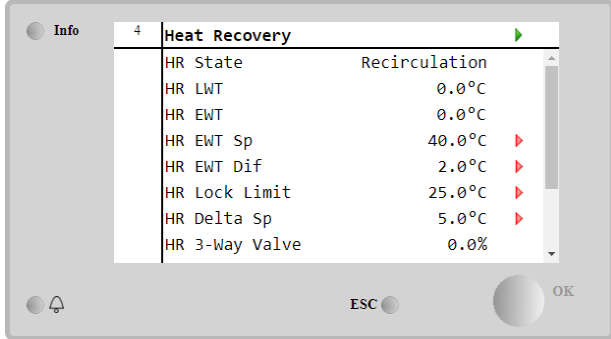 Info
4 Heat Recovery
HR State Recirculation
HR LWT 0.0°C
HR EWT 0.0°C
HR EWT Sp 40.0°C
HR EWT Dif 2.0°C
HR Lock Limit 25.0°C
HR Delta Sp 5.0°C
HR 3-Way Valve 0.0%
ESC OK